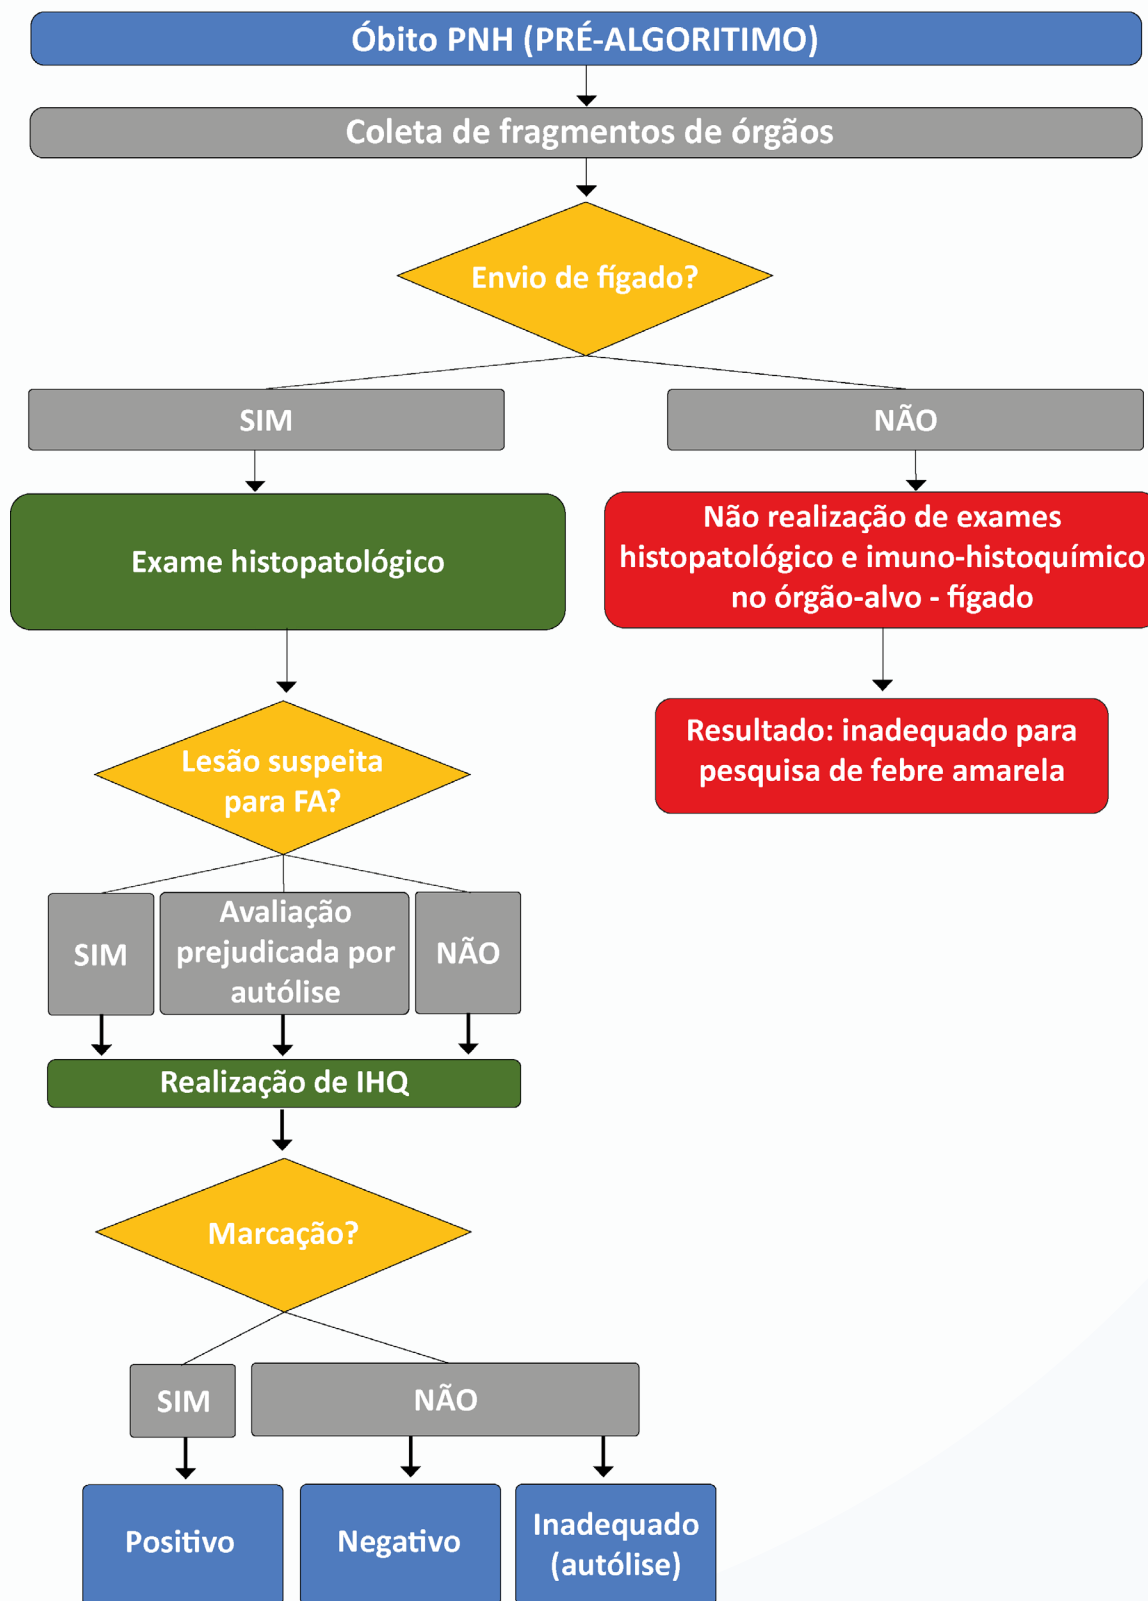 Óbito PNH (PRÉ-ALGORITIMO)
Coleta de fragmentos de órgãos
Envio de fígado?
SIM
NÃO
Exame histopatológico
Não realização de exames
histopatológico e imuno-histoquímico
no órgão-alvo - fígado
Resultado: inadequado para
pesquisa de febre amarela
Lesão suspeita
para FA?
SIM
Avaliação
prejudicada por
autólise
NÃO
Realização de IHQ
Marcação?
SIM
NÃO
Positivo
Negativo
Inadequado
(autólise)